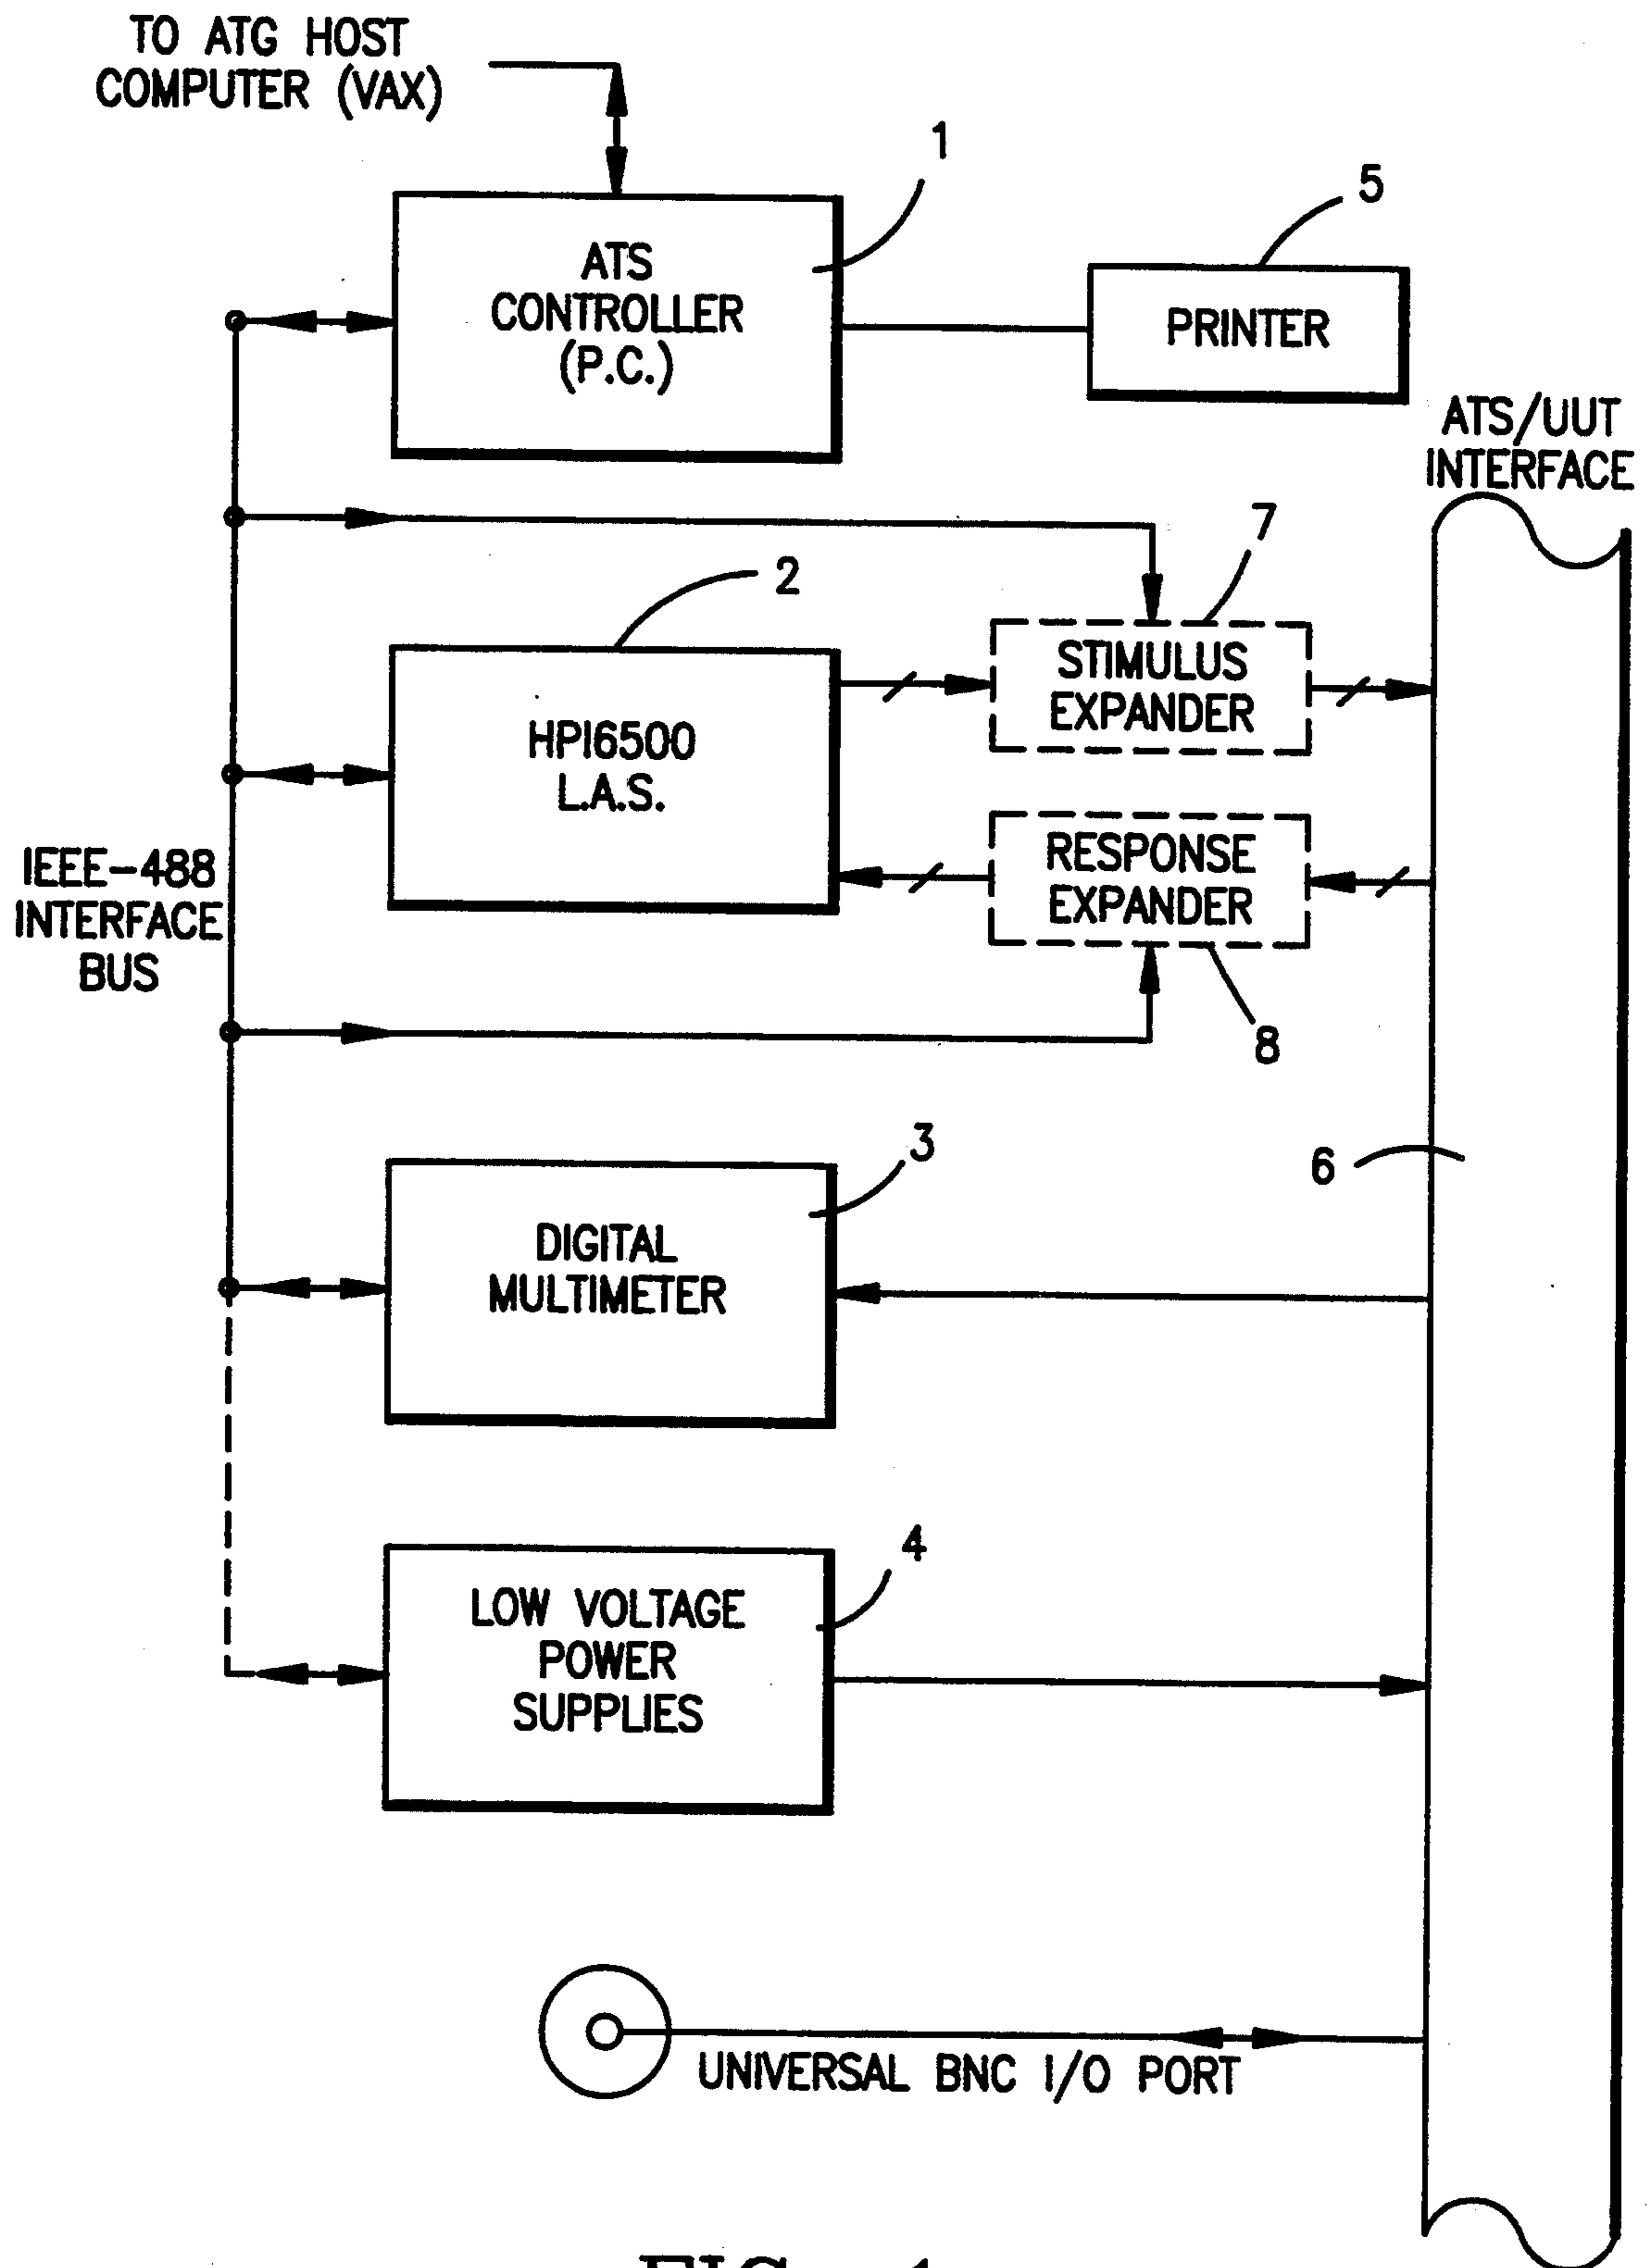 TO ATG HOST
COMPUTER (VAX)
1
5
ATS
CONTROLLER
(P.C.)
PRINTER
ATS/UUT
INTERFACE
7
2
STIMULUS
EXPANDER
HPI6500
L.A.S.
RESPONSE
EXPANDER
IEEE-488
INTERFACE
BUS
8
3
6
DIGITAL
MULTIMETER
4
LOW VOLTAGE
POWER
SUPPLIES
UNIVERSAL BNC I/O PORT